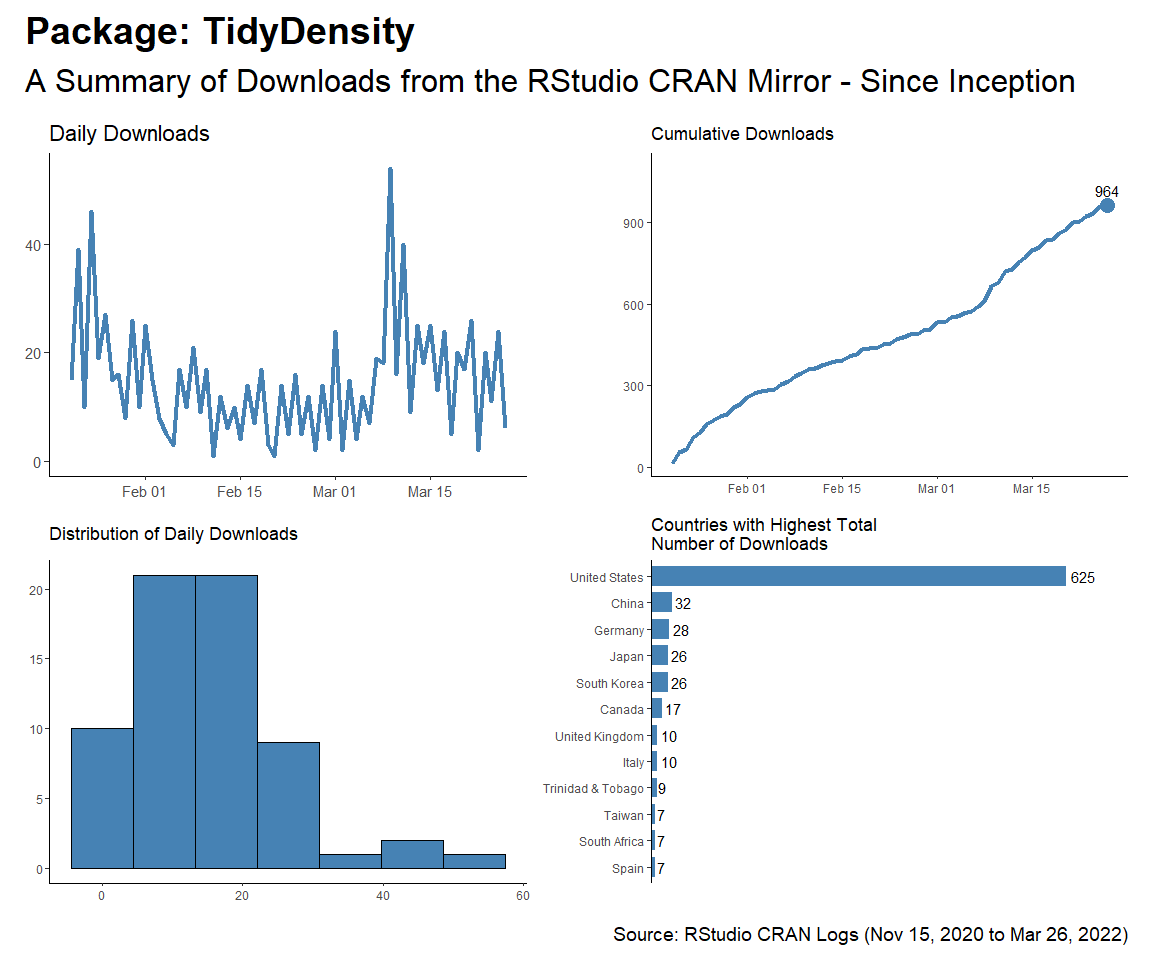 Package: TidyDensity
A Summary of Downloads from the RStudio CRAN Mirror - Since Inception
Daily Downloads
40
20
0
Feb 01 Feb 15 Mar 01 Mar 15
Cumulative Downloads
964
900
600
300
0
Feb 01 Feb 15 Mar 01 Mar 15
Distribution of Daily Downloads
20
15
10
5
0
0 20 40 60
Countries with Highest Total
Number of Downloads
United States 625
China 32
Germany 28
Japan 26
South Korea 26
Canada 17
United Kingdom 10
Italy 10
Trinidad & Tobago 9
Taiwan 7
South Africa 7
Spain 7
Source: RStudio CRAN Logs (Nov 15, 2020 to Mar 26, 2022)